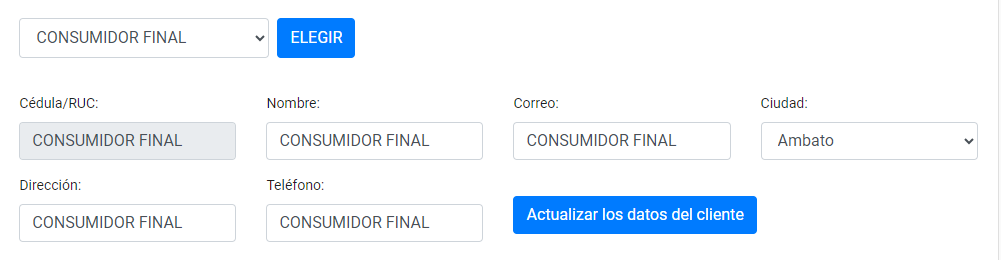 CONSUMIDOR FINAL ELEGIR
Cédula/RUC: Nombre: Correo: Ciudad:
CONSUMIDOR FINAL CONSUMIDOR FINAL CONSUMIDOR FINAL Ambato
Dirección: Teléfono:
CONSUMIDOR FINAL CONSUMIDOR FINAL Actualizar los datos del cliente